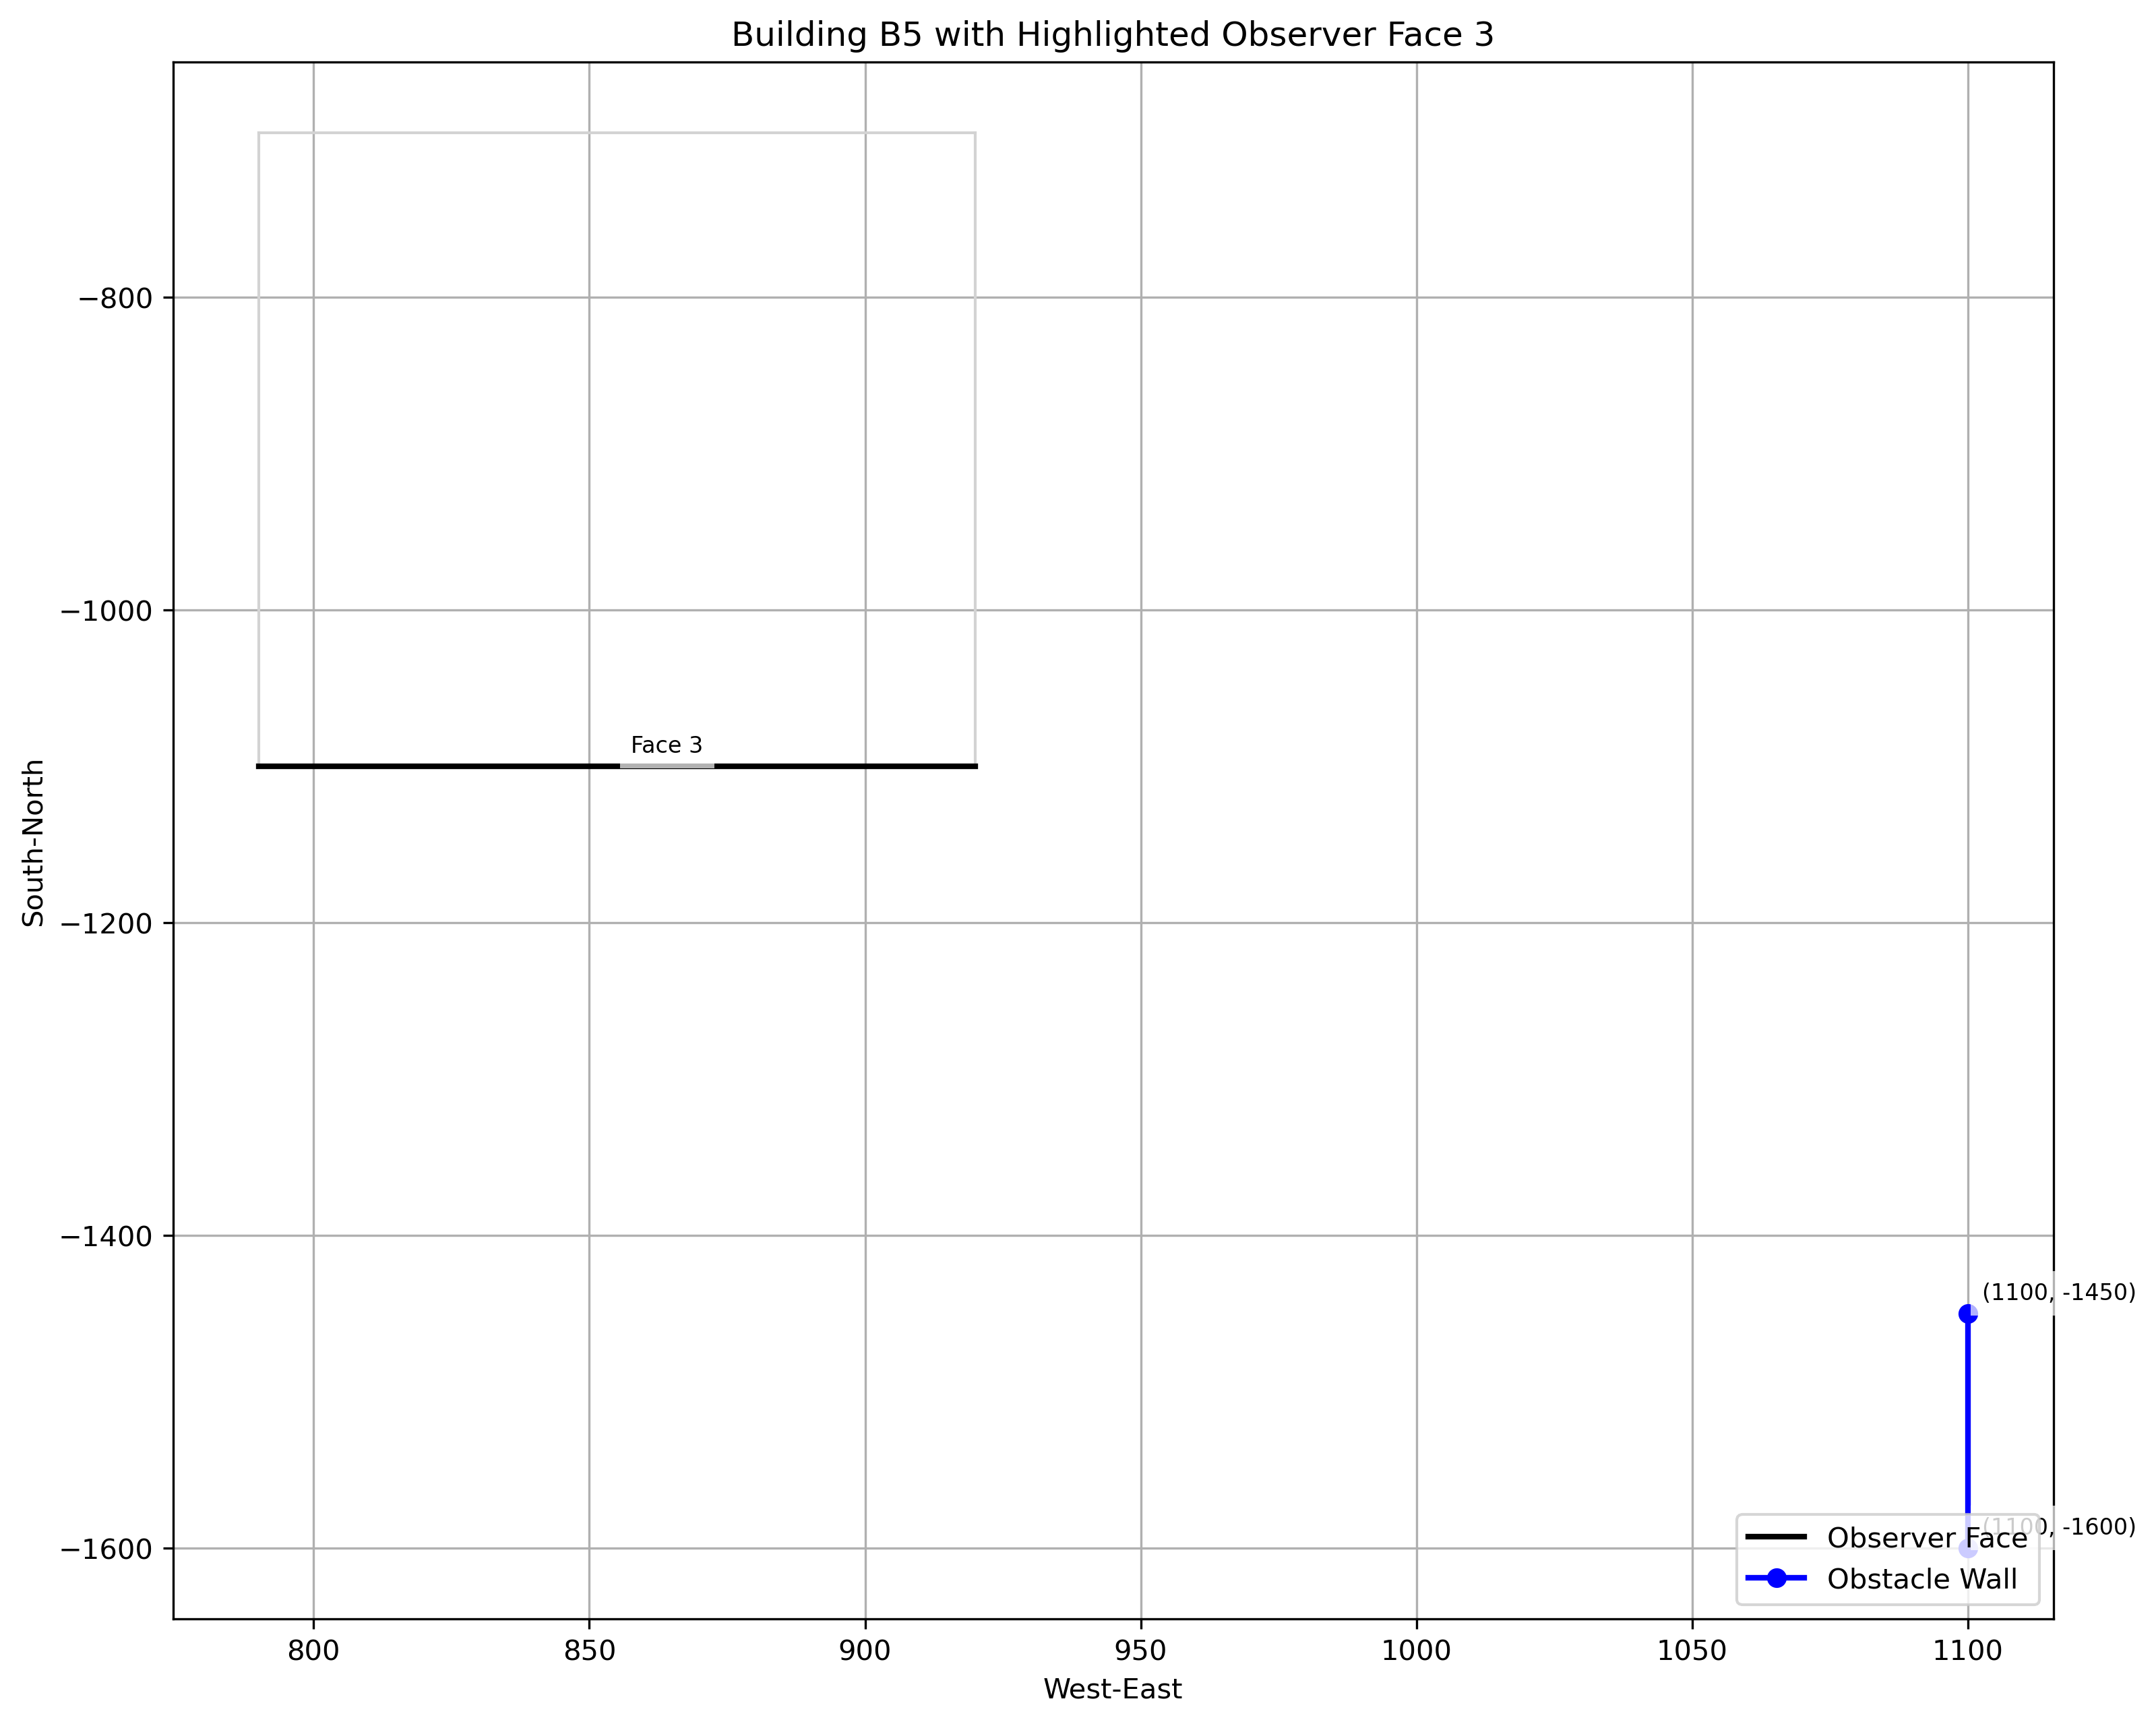 Building B5 with Highlighted Observer Face 3
−800
−1000
−1200
−1400
−1600
South-North
Face 3
(1100, -1450)
(1100, -1600)
Observer Face
Obstacle Wall
800 850 900 950 1000 1050 1100
West-East